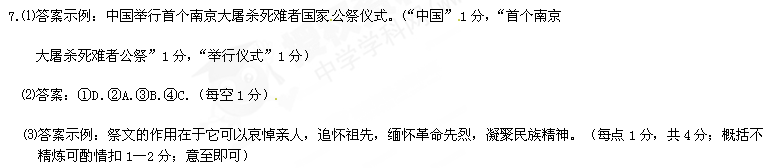 7.⑴答案示例：中国举行首个南京大屠杀死难者国家公祭仪式。（“中国”1分，“首个南京
大屠杀死难者公祭”1分，“举行仪式”1分）
⑵答案：①D.②A.③B.④C.（每空1分）
⑶答案示例：祭文的作用在于它可以哀悼亲人，追怀祖先，缅怀革命先烈，凝聚民族精神。（每点1分，共4分；概括不
精炼可酌情扣1—2分；意至即可）